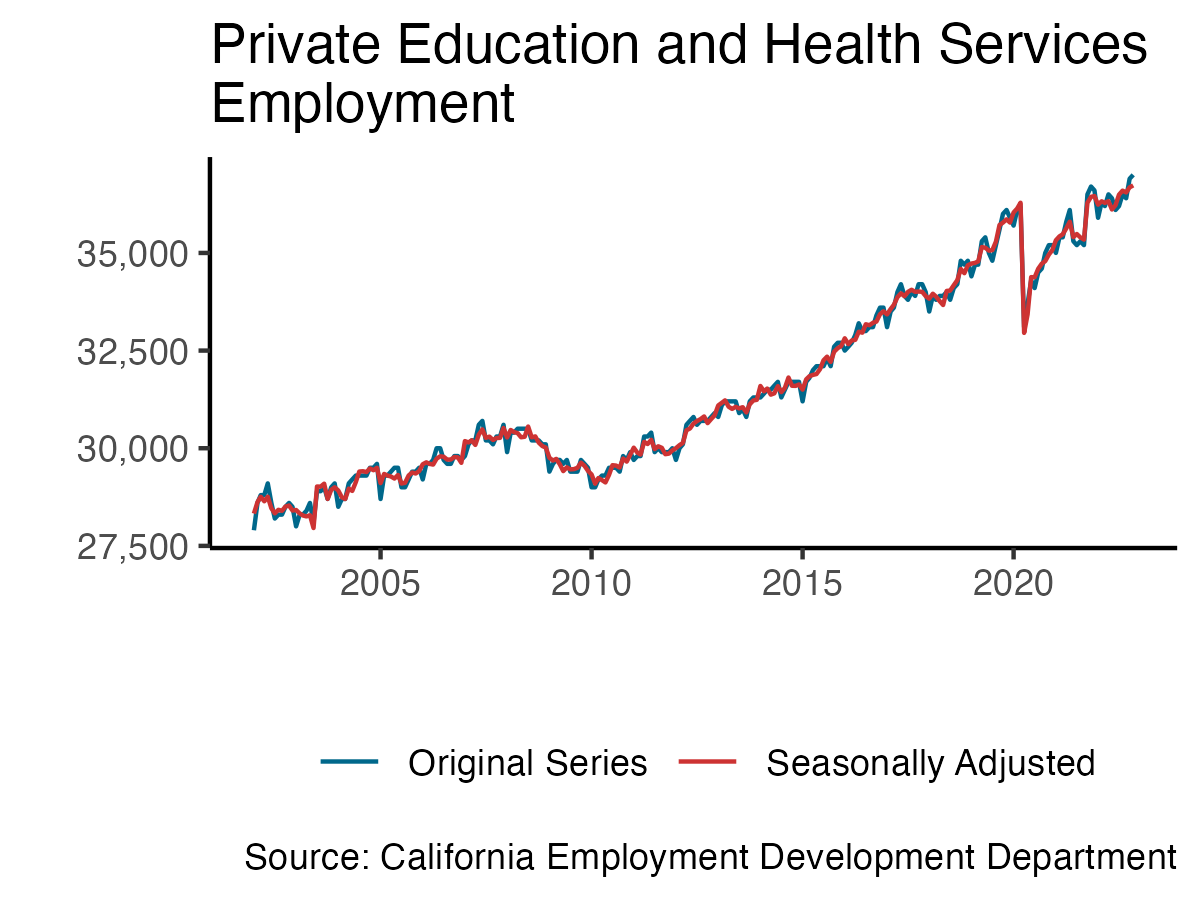 Private Education and Health Services
Employment
35,000
32,500
30,000
27,500
2005 2010 2015 2020
Original Series Seasonally Adjusted
Source: California Employment Development Department